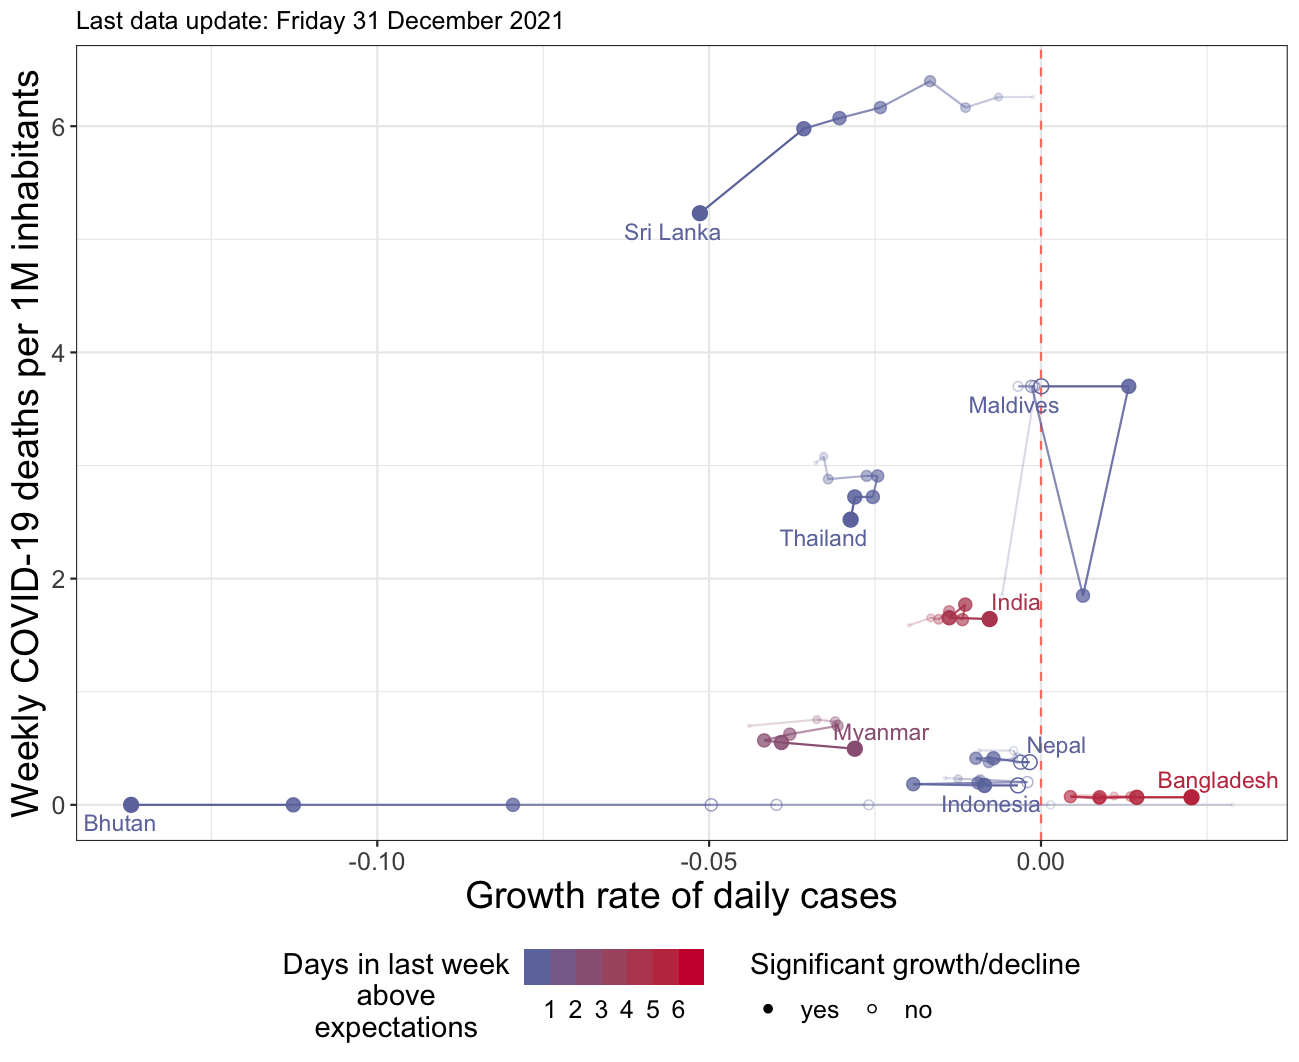 Last data update: Friday 31 December 2021
Weekly COVID-19 deaths per 1M inhabitants
6
4
2
0
Sri Lanka
Maldives
Thailand
India
Myanmar
Nepal
Bangladesh
Indonesia
Bhutan
-0.10
-0.05
0.00
Growth rate of daily cases
Days in last week
above
expectations
1 2 3 4 5 6
Significant growth/decline
yes
no